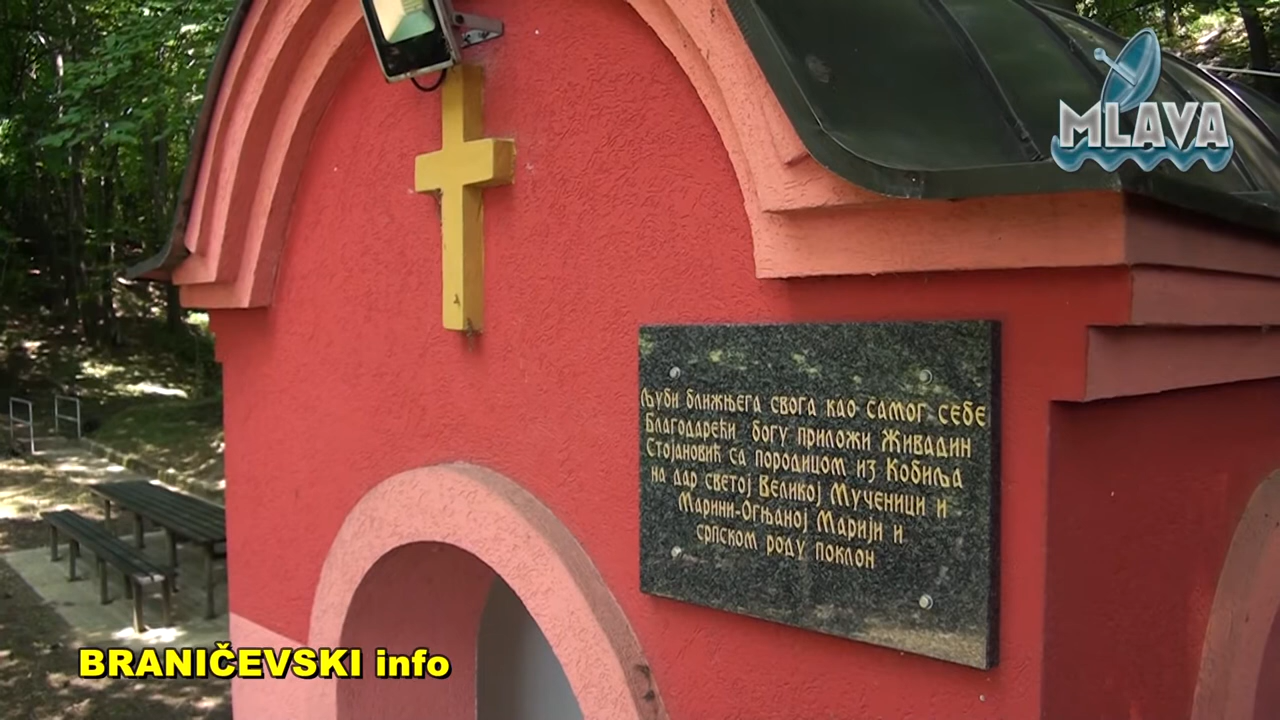 MLAVA
Љуби ближњега свога као самог себе
Благодарећи богу приложи Живадин
Стојановић са породицом из Кобиља
на дар светој Великој Мученици и
Марини-Огњаној Марији и
српском роду поклон
BRANIČEVSKI info